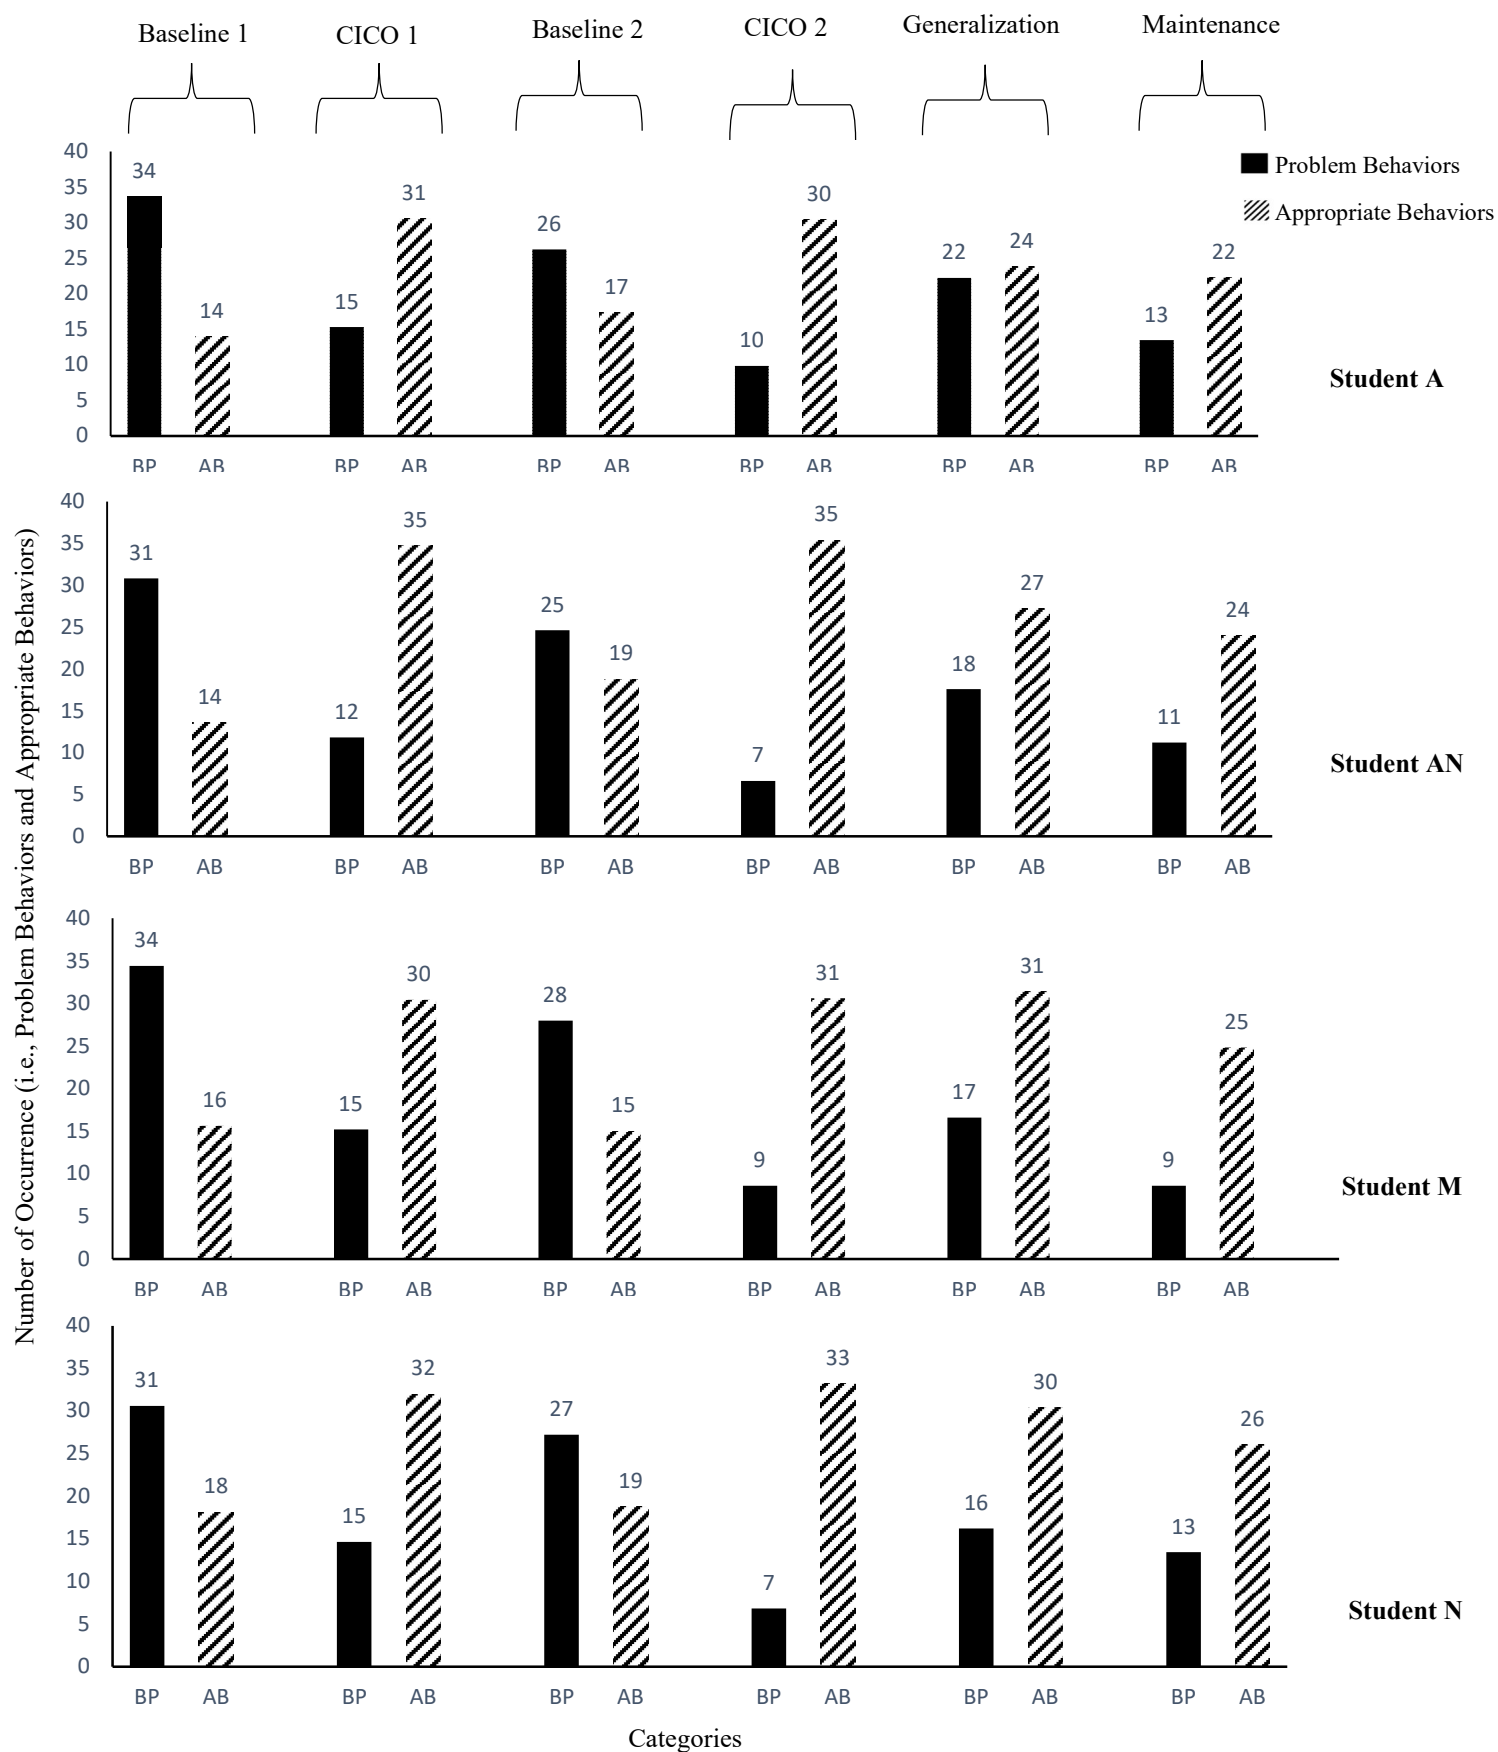 Baseline 1 CICO 1 Baseline 2 CICO 2 Generalization Maintenance
Problem Behaviors
Appropriate Behaviors
Number of Occurrence (i.e., Problem Behaviors and Appropriate Behaviors)
40
35
30
25
20
15
10
5
0
34 14 15 31 26 17 10 30 22 24 13 22
BP AB BP AB BP AB BP AB BP AB BP AB
Student A
40
35
30
25
20
15
10
5
0
31 14 12 35 25 19 7 35 18 27 11 24
BP AB BP AB BP AB BP AB BP AB BP AB
Student AN
40
35
30
25
20
15
10
5
0
34 16 15 30 28 15 9 31 17 31 9 25
BP AB BP AB BP AB BP AB BP AB BP AB
Student M
40
35
30
25
20
15
10
5
0
31 18 15 32 27 19 7 33 16 30 13 26
BP AB BP AB BP AB BP AB BP AB BP AB
Student N
Categories